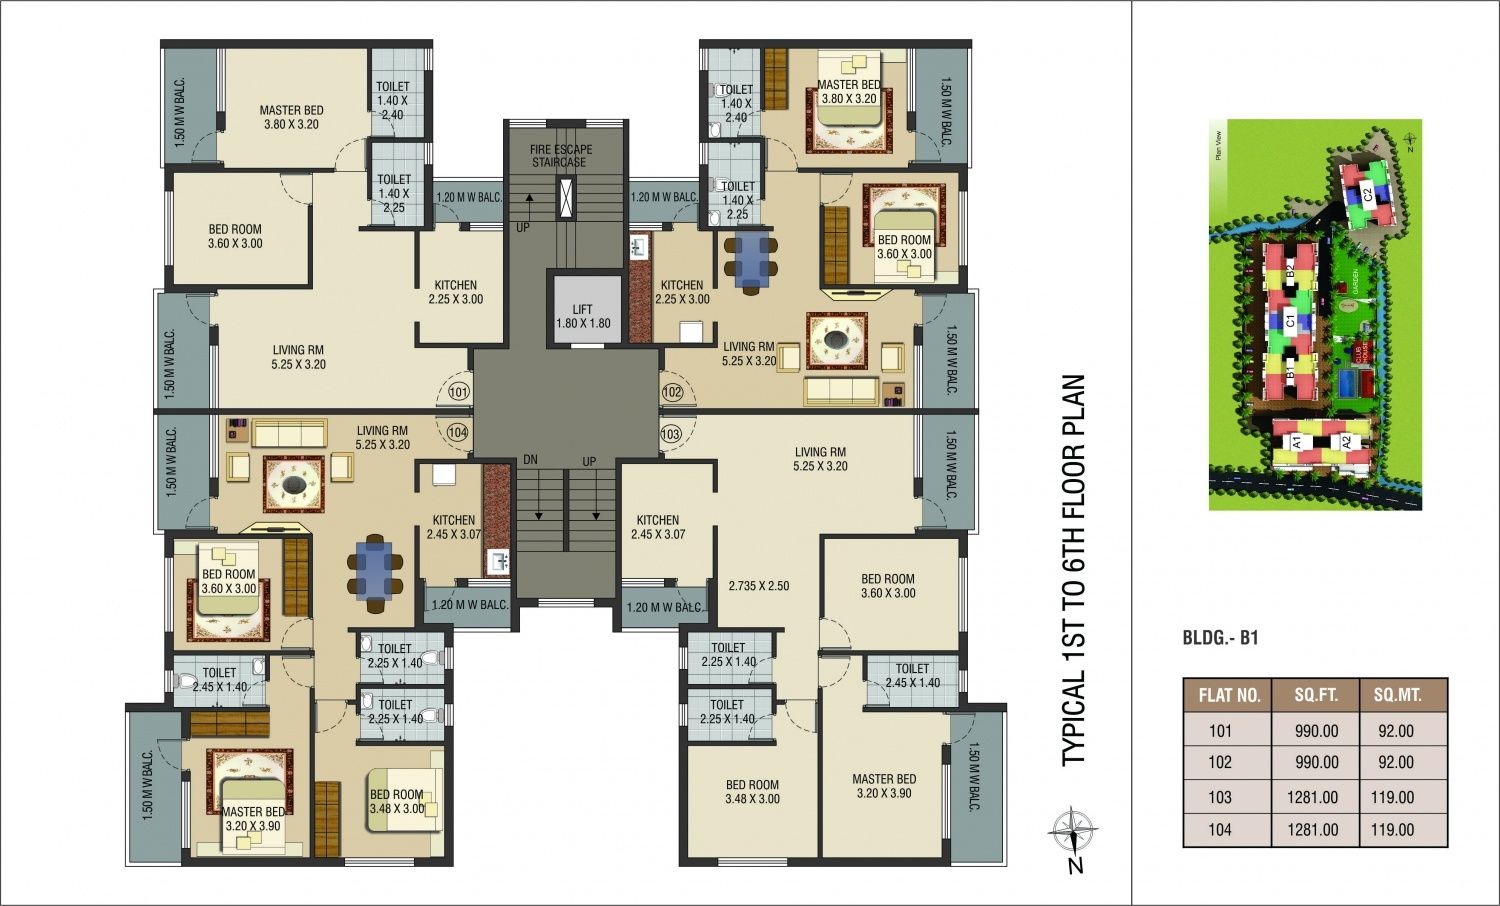 1.50 M W BALC.
MASTER BED
3.80 X 3.20
TOILET
1.40 X
2.40
TOILET
1.40 X
2.25
BED ROOM
3.60 X 3.00
1.20 M W BALC.
KITCHEN
2.25 X 3.00
1.50 M W BALC.
LIVING RM
5.25 X 3.20
101
FIRE ESCAPE
STAIRCASE
UP
LIFT
1.80 X 1.80
TOILET
1.40 X
2.40
MASTER BED
3.80 X 3.20
1.50 M W BALC.
1.20 M W BALC.
TOILET
1.40 X
2.25
BED ROOM
3.60 X 3.00
KITCHEN
2.25 X 3.00
LIVING RM
5.25 X 3.20
1.50 M W BALC.
102
1.50 M W BALC.
LIVING RM
5.25 X 3.20
104
KITCHEN
2.45 X 3.07
BED ROOM
3.60 X 3.00
1.20 M W BALC.
TOILET
2.25 X 1.40
TOILET
2.45 X 1.40
TOILET
2.25 X 1.40
1.50 M W BALC.
MASTER BED
3.20 X 3.90
BED ROOM
3.48 X 3.00
DN
UP
103
LIVING RM
5.25 X 3.20
1.50 M W BALC.
KITCHEN
2.45 X 3.07
2.735 X 2.50
BED ROOM
3.60 X 3.00
1.20 M W BALC.
TOILET
2.25 X 1.40
TOILET
2.45 X 1.40
TOILET
2.25 X 1.40
BED ROOM
3.48 X 3.00
MASTER BED
3.20 X 3.90
1.50 M W BALC.
TYPICAL 1ST TO 6TH FLOOR PLAN
N
Plan View
N
C2
B2
GARDEN
C1
CLUB
HOUSE
B1
A1
A2
BLDG.- B1
FLAT NO. SQ.FT. SQ.MT.
101 990.00 92.00
102 990.00 92.00
103 1281.00 119.00
104 1281.00 119.00